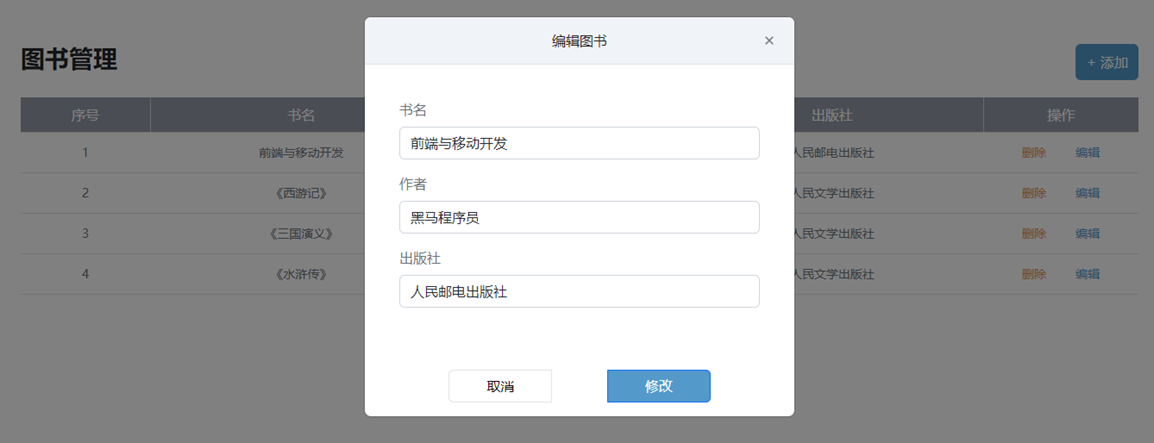 图书管理
+ 添加
编辑图书 ×
序号 书名 出版社 操作
1 前端与移动开发 人民邮电出版社 删除 编辑
2 《西游记》 人民文学出版社 删除 编辑
3 《三国演义》 人民文学出版社 删除 编辑
4 《水浒传》 人民文学出版社 删除 编辑
书名
前端与移动开发
作者
黑马程序员
出版社
人民邮电出版社
取消 修改